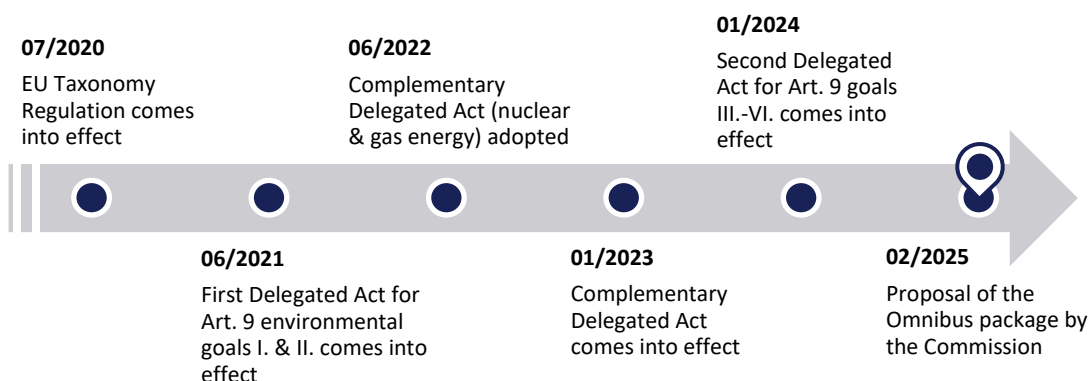 07/2020
EU Taxonomy
Regulation comes
into effect
06/2021
First Delegated Act for
Art. 9 environmental
goals I. & II. comes into
effect
06/2022
Complementary
Delegated Act (nuclear
& gas energy) adopted
01/2023
Complementary
Delegated Act
comes into effect
01/2024
Second Delegated
Act for Art. 9 goals
III.-VI. comes into
effect
02/2025
Proposal of the
Omnibus package by
the Commission